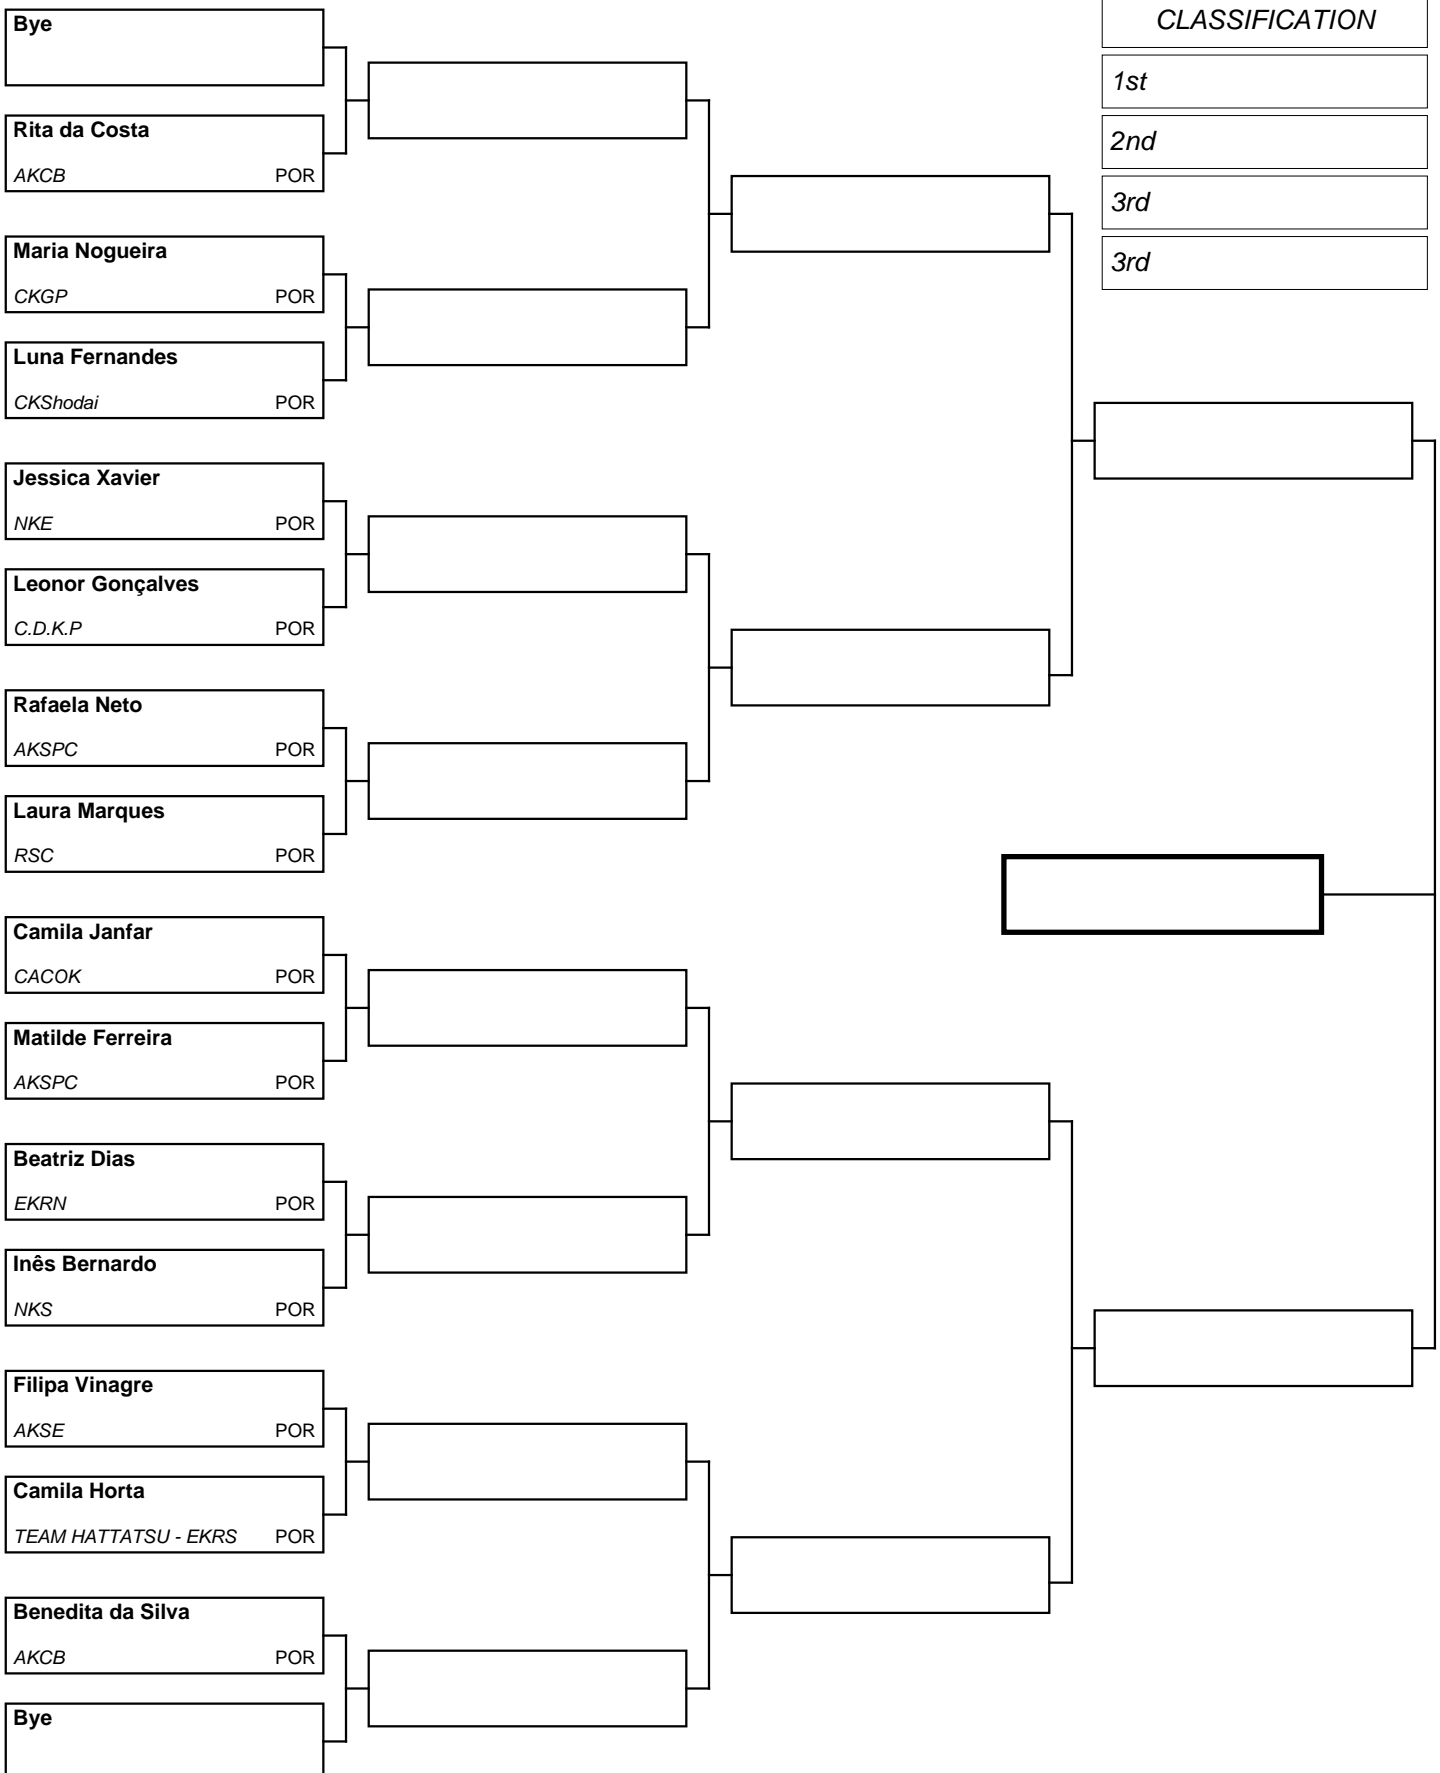 Bye
Rita da Costa
AKCB POR
Maria Nogueira
CKGP POR
Luna Fernandes
CKShodai POR
Jessica Xavier
NKE POR
Leonor Gonçalves
C.D.K.P POR
Rafaela Neto
AKSPC POR
Laura Marques
RSC POR
Camila Janfar
CACOK POR
Matilde Ferreira
AKSPC POR
Beatriz Dias
EKRN POR
Inês Bernardo
NKS POR
Filipa Vinagre
AKSE POR
Camila Horta
TEAM HATTATSU - EKRS POR
Benedita da Silva
AKCB POR
Bye
CLASSIFICATION
1st
2nd
3rd
3rd